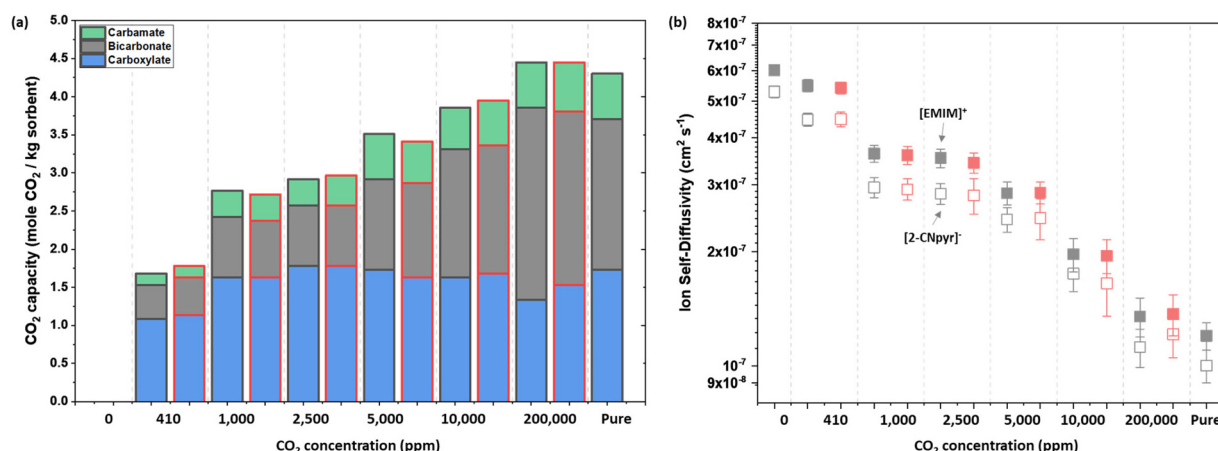 (a)
5.0
4.5
4.0
3.5
3.0
2.5
2.0
1.5
1.0
0.5
0.0
CO₂ capacity (mole CO₂ / kg sorbent)
Carbamate
Bicarbonate
Carboxylate
0 410 1,000 2,500 5,000 10,000 200,000 Pure
CO₂ concentration (ppm)
(b)
8x10⁻⁷
7x10⁻⁷
6x10⁻⁷
5x10⁻⁷
4x10⁻⁷
3x10⁻⁷
2x10⁻⁷
10⁻⁷
9x10⁻⁸
Ion Self-Diffusivity (cm² s⁻¹)
[EMIM]⁺
[2-CNpyr]⁻
0 410 1,000 2,500 5,000 10,000 200,000 Pure
CO₂ concentration (ppm)